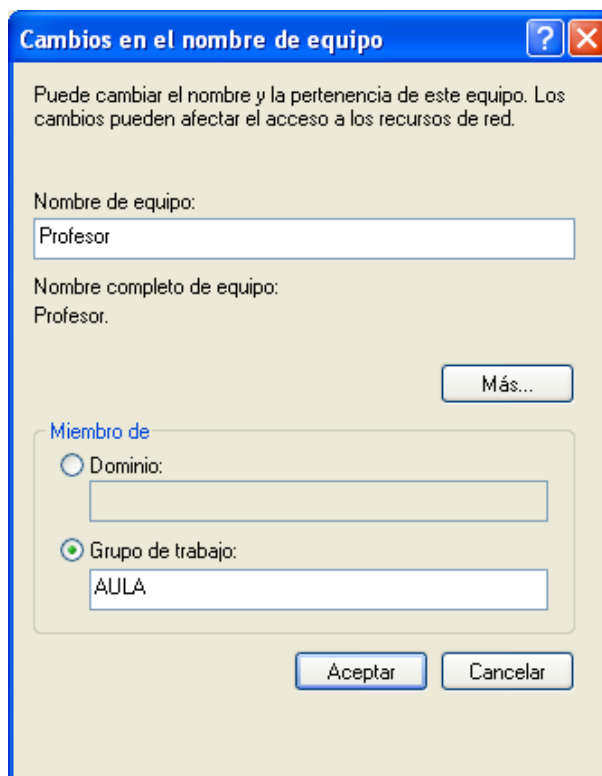 Cambios en el nombre de equipo
Puede cambiar el nombre y la pertenencia de este equipo. Los
cambios pueden afectar el acceso a los recursos de red.
Nombre de equipo:
Profesor
Nombre completo de equipo:
Profesor.
Más...
Miembro de
Dominio:
Grupo de trabajo:
AULA
Aceptar
Cancelar